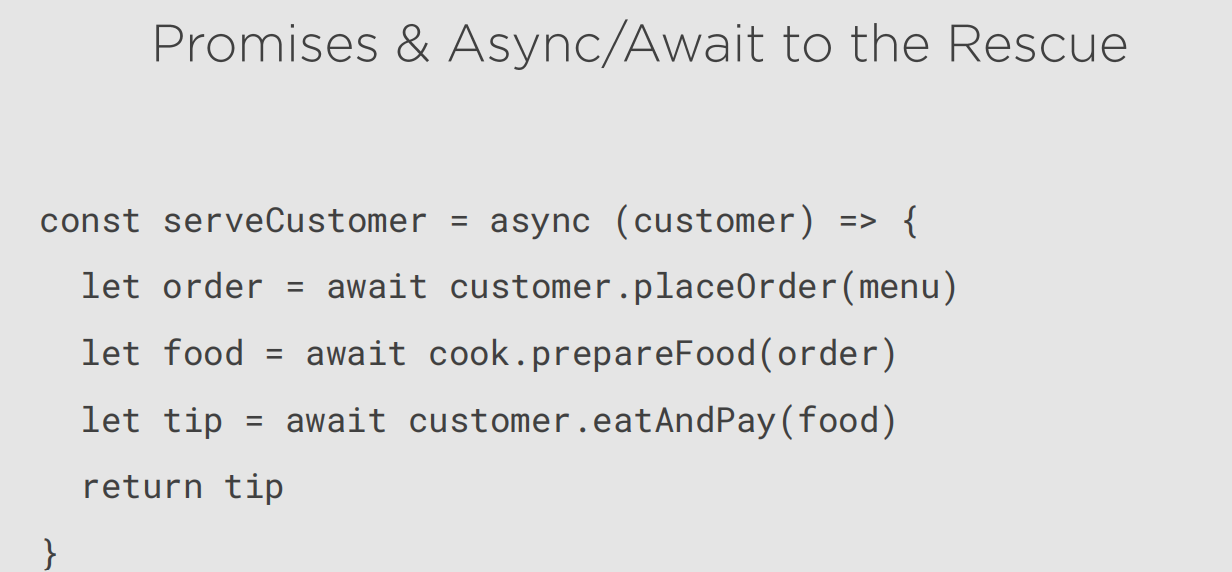 Promises & Async/Await to the Rescue
const serveCustomer = async (customer) => {
  let order = await customer.placeOrder(menu)
  let food = await cook.prepareFood(order)
  let tip = await customer.eatAndPay(food)
  return tip
}